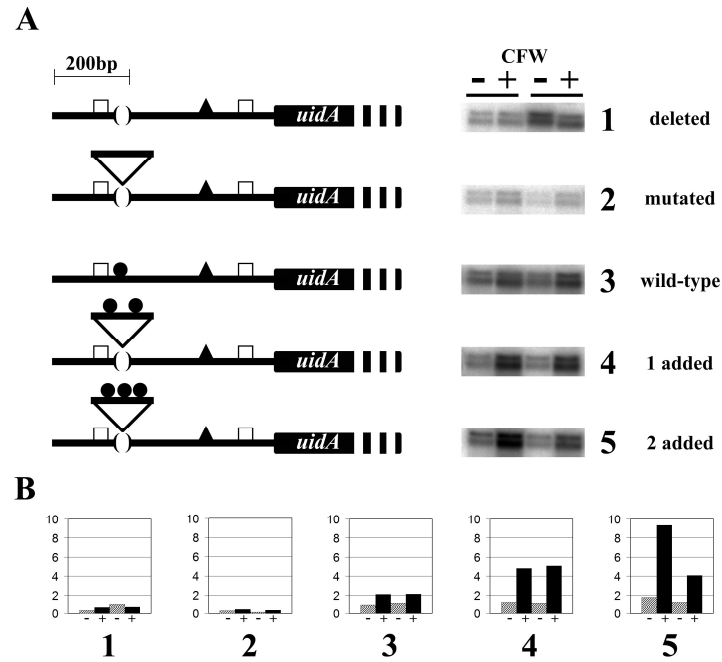 A
200bp
CFW
- + - +
uidA 1 deleted
uidA 2 mutated
uidA 3 wild-type
uidA 4 1 added
uidA 5 2 added
B
10 10 10 10 10
8 8 8 8 8
6 6 6 6 6
4 4 4 4 4
2 2 2 2 2
0 0 0 0 0
- + - + - + - + - + - + - + - + - + - +
1 2 3 4 5